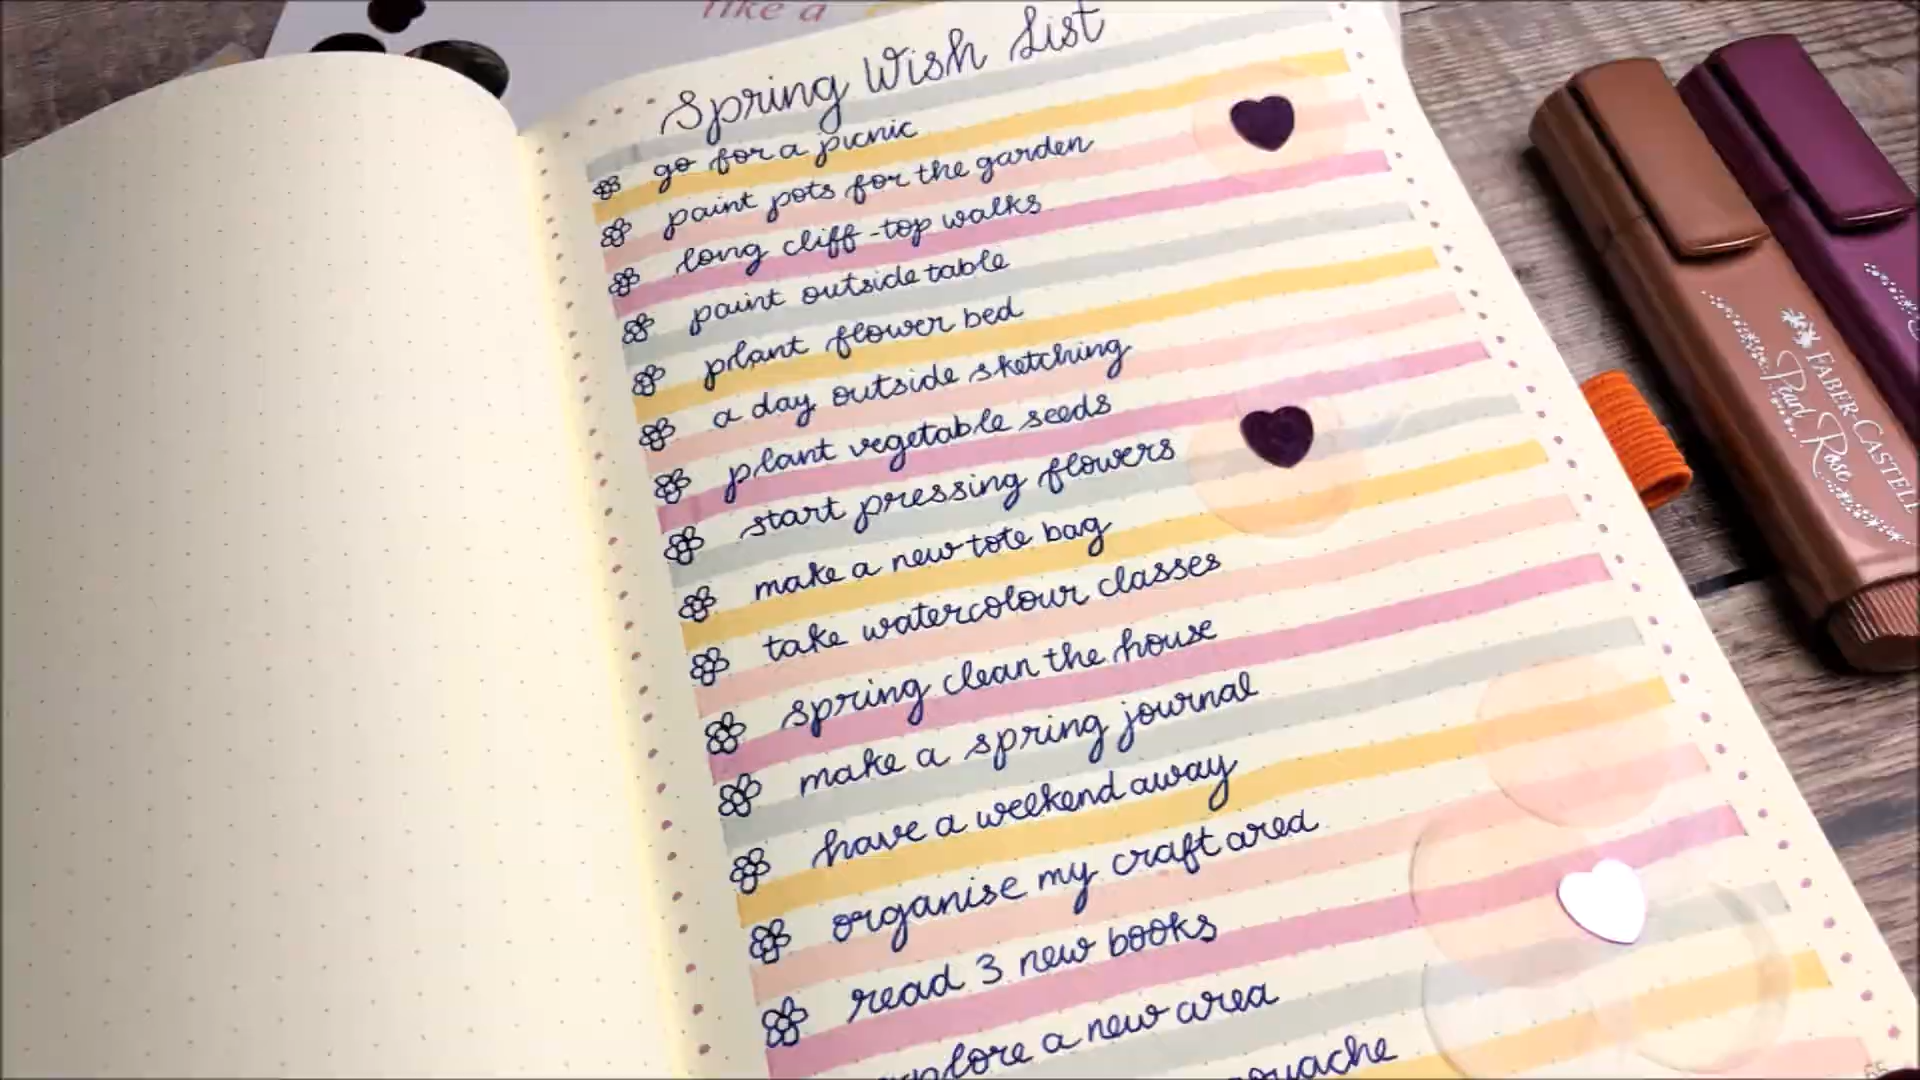 like a
Spring Wish List
go for a picnic
paint pots for the garden
long cliff-top walks
paint outside table
plant flower bed
a day outside sketching
plant vegetable seeds
start pressing flowers
make a new tote bag
take watercolour classes
spring clean the house
make a spring journal
have a weekend away
organise my craft area
read 3 new books
a new area
FABER-CASTELL
Pearl Rose